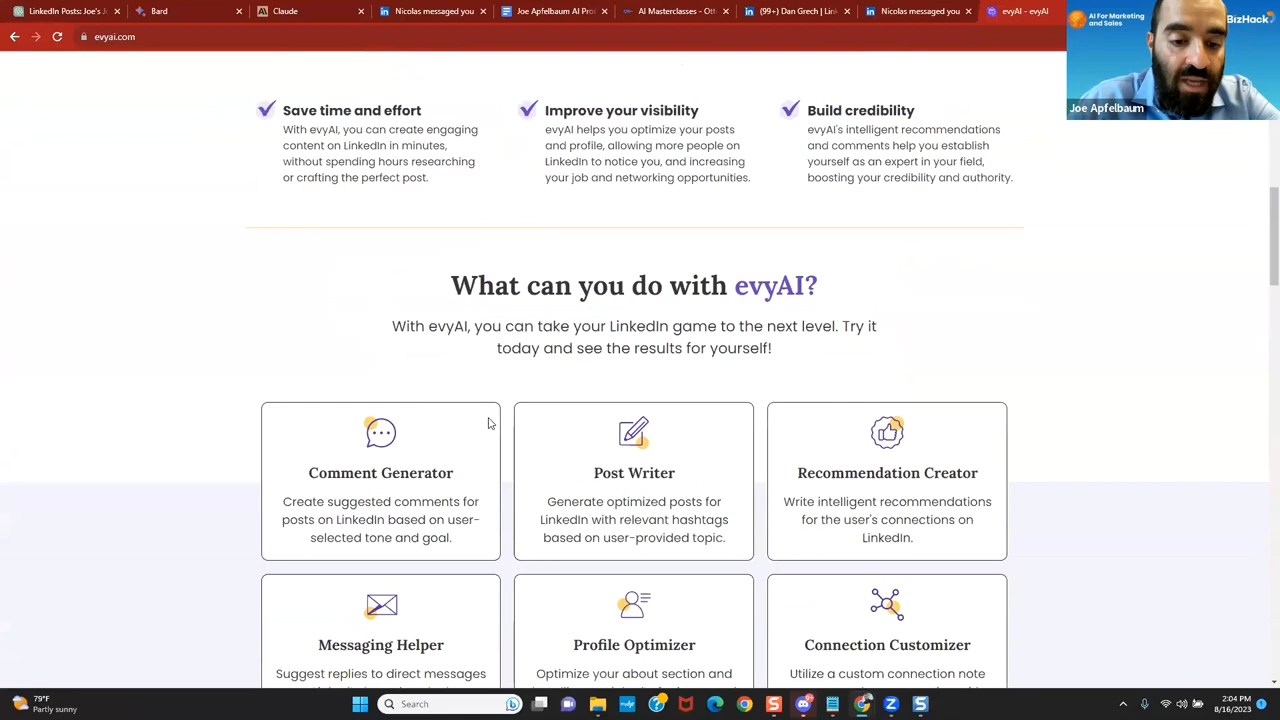 LinkedIn Posts: Joe's J
Bard
Claude
Nicolas messaged you
Joe Apfelbaum AI Pro
AI Masterclasses - Ott
(99+) Dan Grech | Link
Nicolas messaged you
evyAI - evyAI
evyai.com
AI For Marketing
and Sales
BizHack
Joe Apfelbaum
Save time and effort
With evyAI, you can create engaging
content on LinkedIn in minutes,
without spending hours researching
or crafting the perfect post.
Improve your visibility
evyAI helps you optimize your posts
and profile, allowing more people on
LinkedIn to notice you, and increasing
your job and networking opportunities.
Build credibility
evyAI's intelligent recommendations
and comments help you establish
yourself as an expert in your field,
boosting your credibility and authority.
What can you do with evyAI?
With evyAI, you can take your LinkedIn game to the next level. Try it
today and see the results for yourself!
Comment Generator
Create suggested comments for
posts on LinkedIn based on user-
selected tone and goal.
Post Writer
Generate optimized posts for
LinkedIn with relevant hashtags
based on user-provided topic.
Recommendation Creator
Write intelligent recommendations
for the user's connections on
LinkedIn.
Messaging Helper
Suggest replies to direct messages
Profile Optimizer
Optimize your about section and
Connection Customizer
Utilize a custom connection note
79°F
Partly sunny
Search
2:04 PM
8/16/2023